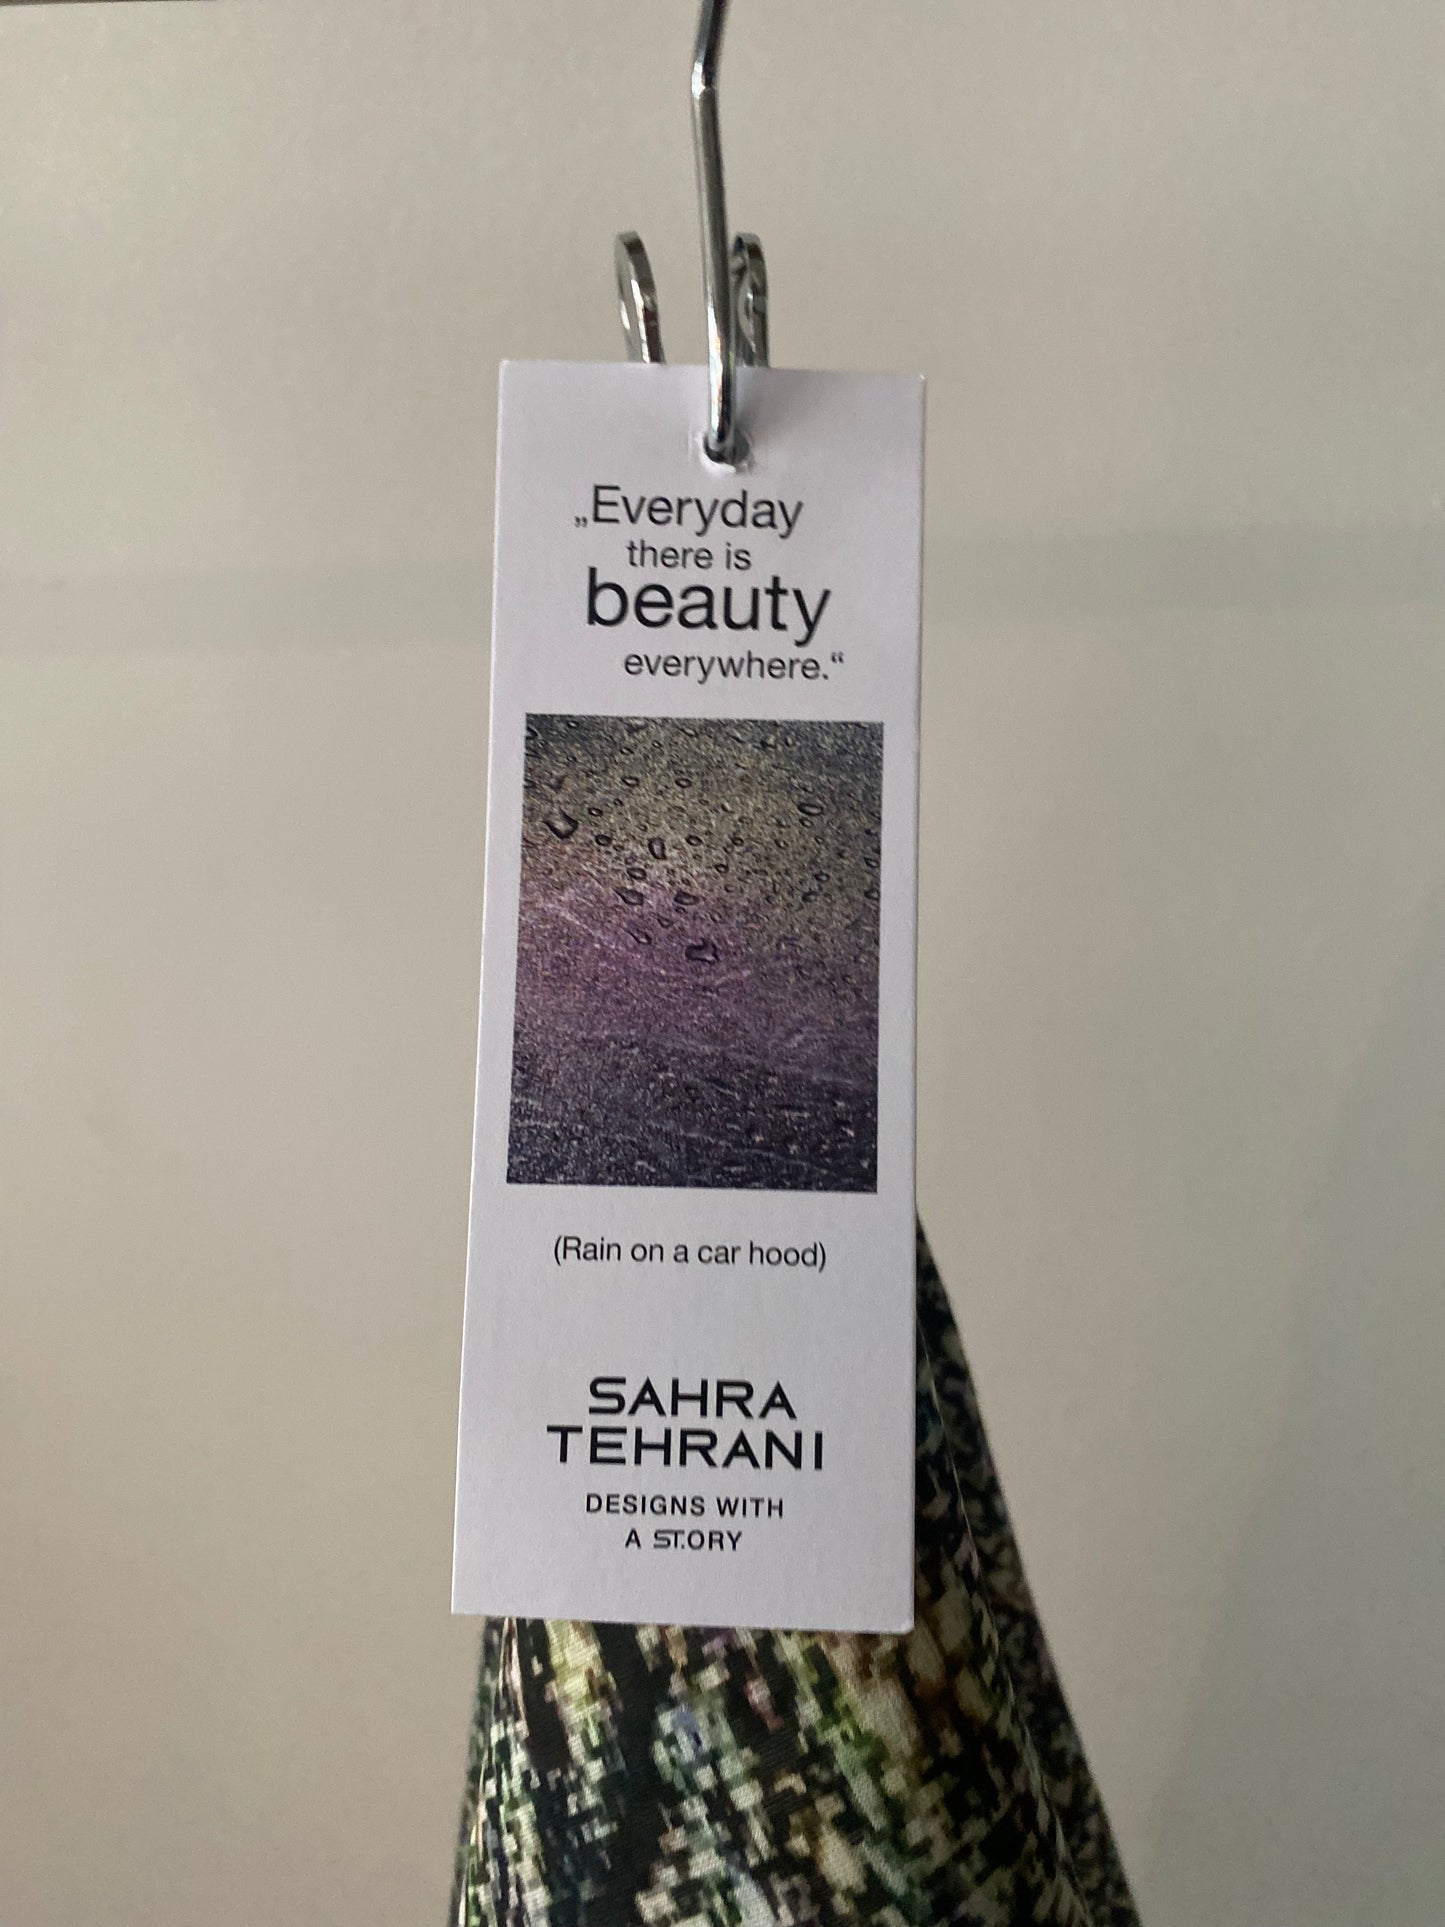 „Everyday
there is
beauty
everywhere.“
(Rain on a car hood)
SAHRA
TEHRANI
DESIGNS WITH
A ST.ORY